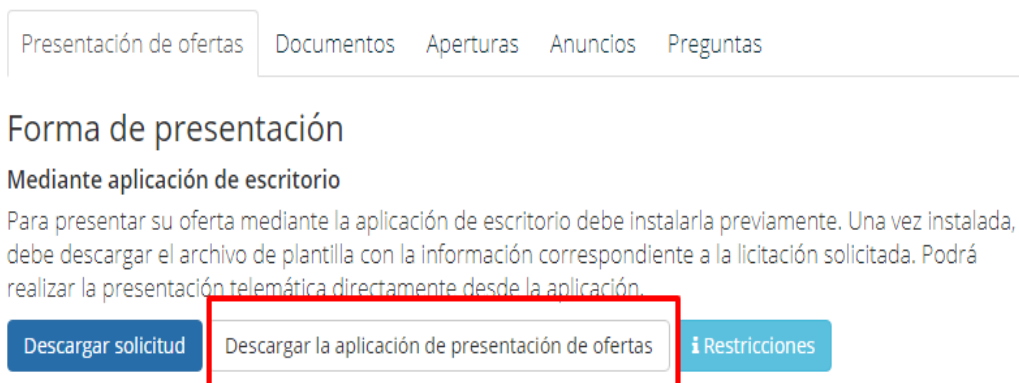 Presentación de ofertas Documentos Aperturas Anuncios Preguntas
Forma de presentación
Mediante aplicación de escritorio
Para presentar su oferta mediante la aplicación de escritorio debe instalarla previamente. Una vez instalada,
debe descargar el archivo de plantilla con la información correspondiente a la licitación solicitada. Podrá
realizar la presentación telemática directamente desde la aplicación.
Descargar solicitud Descargar la aplicación de presentación de ofertas i Restricciones